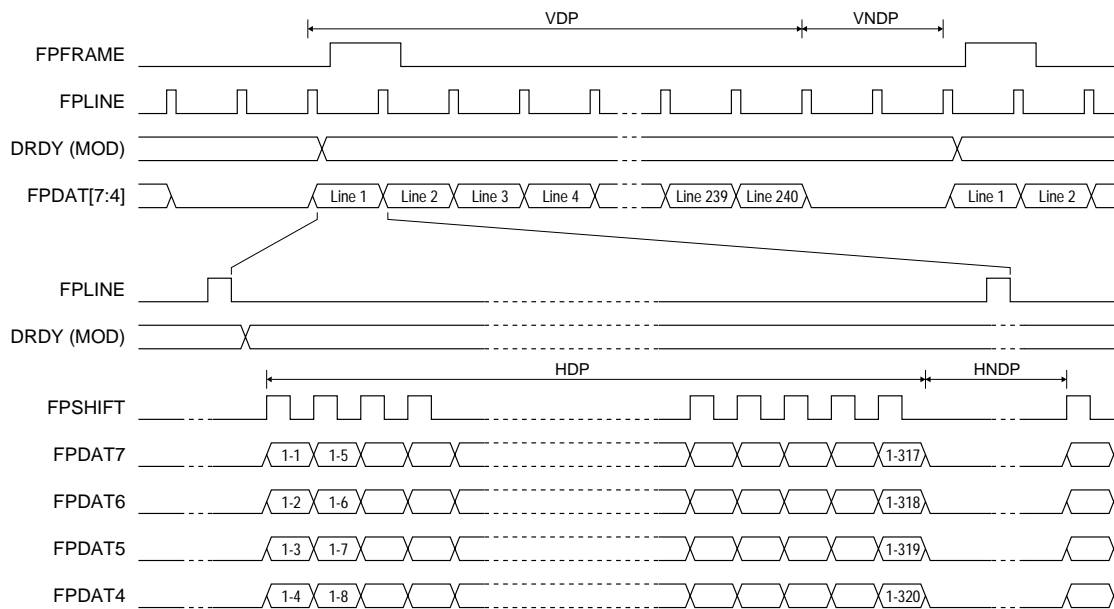 VDP VNDP
FPFRAME
FPLINE
DRDY (MOD)
FPDAT[7:4] Line 1 Line 2 Line 3 Line 4 Line 239 Line 240 Line 1 Line 2
FPLINE
DRDY (MOD)
HDP HNDP
FPSHIFT
FPDAT7 1-1 1-5 1-317
FPDAT6 1-2 1-6 1-318
FPDAT5 1-3 1-7 1-319
FPDAT4 1-4 1-8 1-320